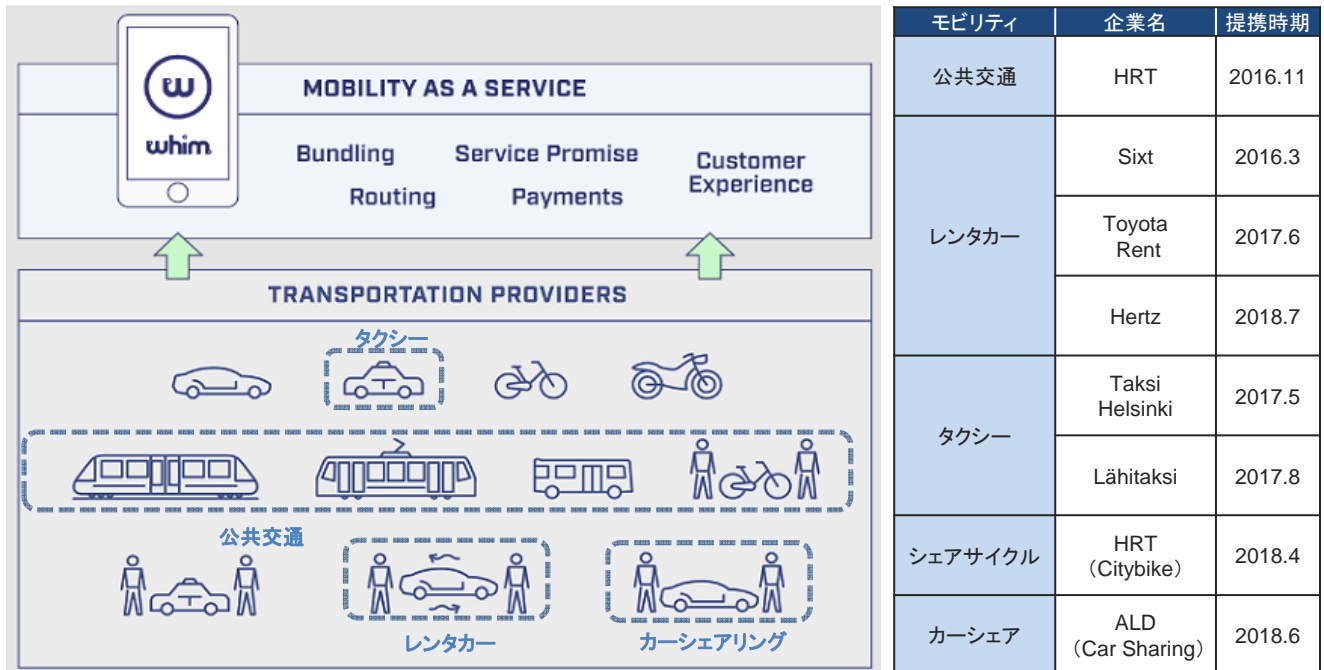 w
whim
MOBILITY AS A SERVICE
Bundling
Service Promise
Customer
Experience
Routing
Payments
TRANSPORTATION PROVIDERS
タクシー
公共交通
レンタカー
カーシェアリング
モビリティ 企業名 提携時期
公共交通 HRT 2016.11
レンタカー
Sixt 2016.3
Toyota
Rent
2017.6
Hertz 2018.7
タクシー
Taksi
Helsinki
2017.5
Lähitaksi 2017.8
シェアサイクル
HRT
（Citybike）
2018.4
カーシェア
ALD
（Car Sharing）
2018.6